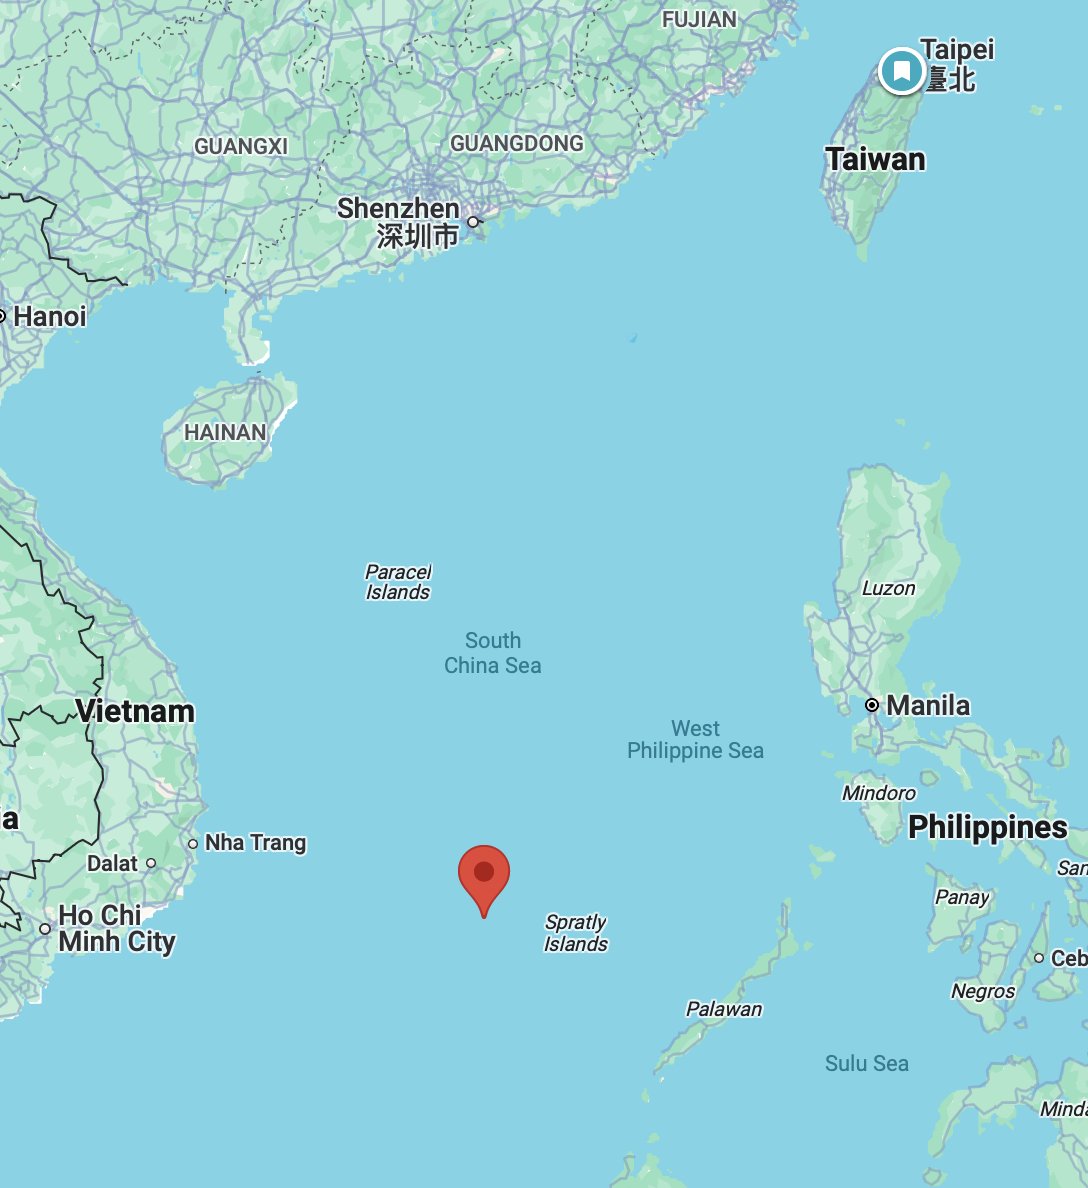 FUJIAN
Taipei
臺北
GUANGXI
GUANGDONG
Taiwan
Shenzhen
深圳市
Hanoi
HAINAN
Paracel
Islands
Luzon
South
China Sea
Vietnam
Manila
West
Philippine Sea
Mindoro
ia
Philippines
Nha Trang
Dalat
San
Panay
Ho Chi
Minh City
Spratly
Islands
Ceb
Negros
Palawan
Sulu Sea
Minda